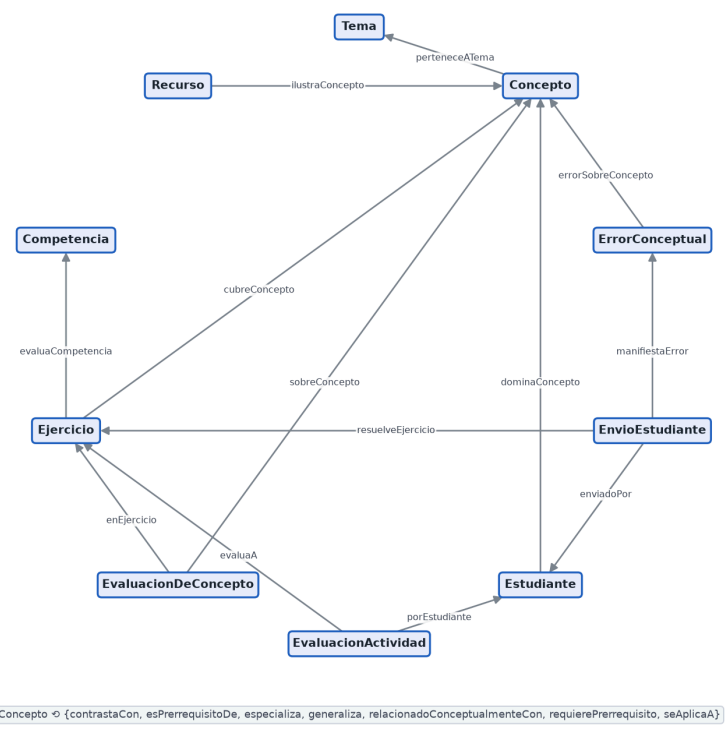 Tema
perteneceATema
Recurso
ilustraConcepto
Concepto
errorSobreConcepto
Competencia
ErrorConceptual
cubreConcepto
evaluaCompetencia
manifiestaError
sobreConcepto
dominaConcepto
Ejercicio
resuelveEjercicio
EnvioEstudiante
enviadoPor
enEjercicio
evaluaA
EvaluacionDeConcepto
Estudiante
porEstudiante
EvaluacionActividad
Concepto ⟲ {contrastaCon, esPrerrequisitoDe, especializa, generaliza, relacionadoConceptualmenteCon, requierePrerrequisito, seAplicaA}